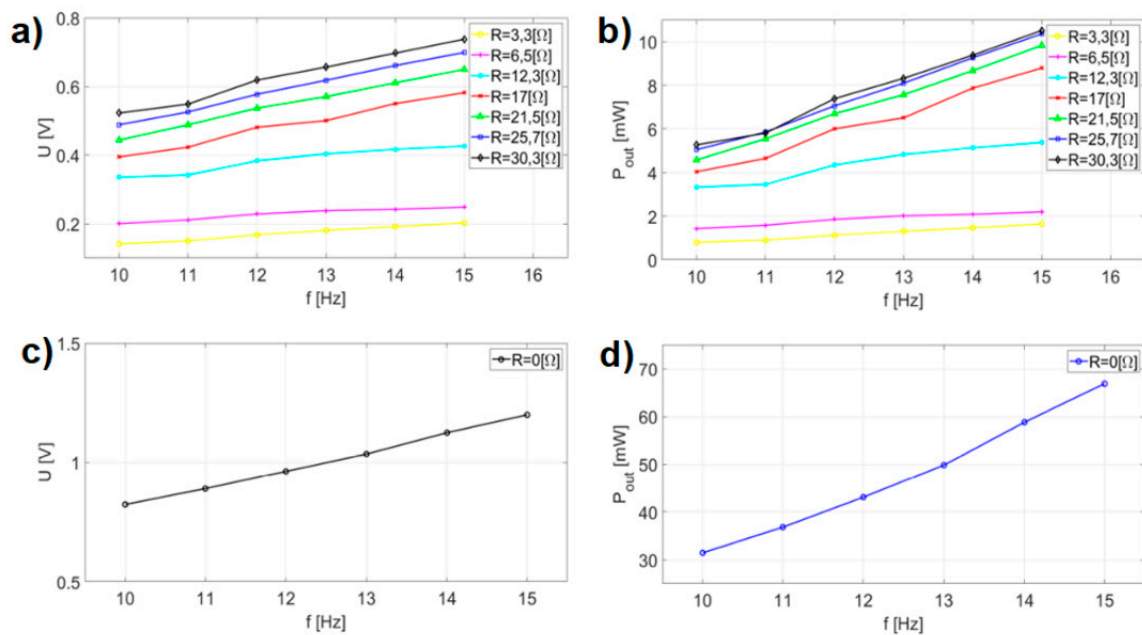 a)
0.8
0.6
0.4
0.2
U [V]
10 11 12 13 14 15 16
f [Hz]
R=3,3[Ω]
R=6,5[Ω]
R=12,3[Ω]
R=17[Ω]
R=21,5[Ω]
R=25,7[Ω]
R=30,3[Ω]
b)
10
8
6
4
2
0
P_out [mW]
10 11 12 13 14 15 16
f [Hz]
R=3,3[Ω]
R=6,5[Ω]
R=12,3[Ω]
R=17[Ω]
R=21,5[Ω]
R=25,7[Ω]
R=30,3[Ω]
c)
1.5
1
0.5
U [V]
10 11 12 13 14 15
f [Hz]
R=0[Ω]
d)
70
60
50
40
30
P_out [mW]
10 11 12 13 14 15
f [Hz]
R=0[Ω]